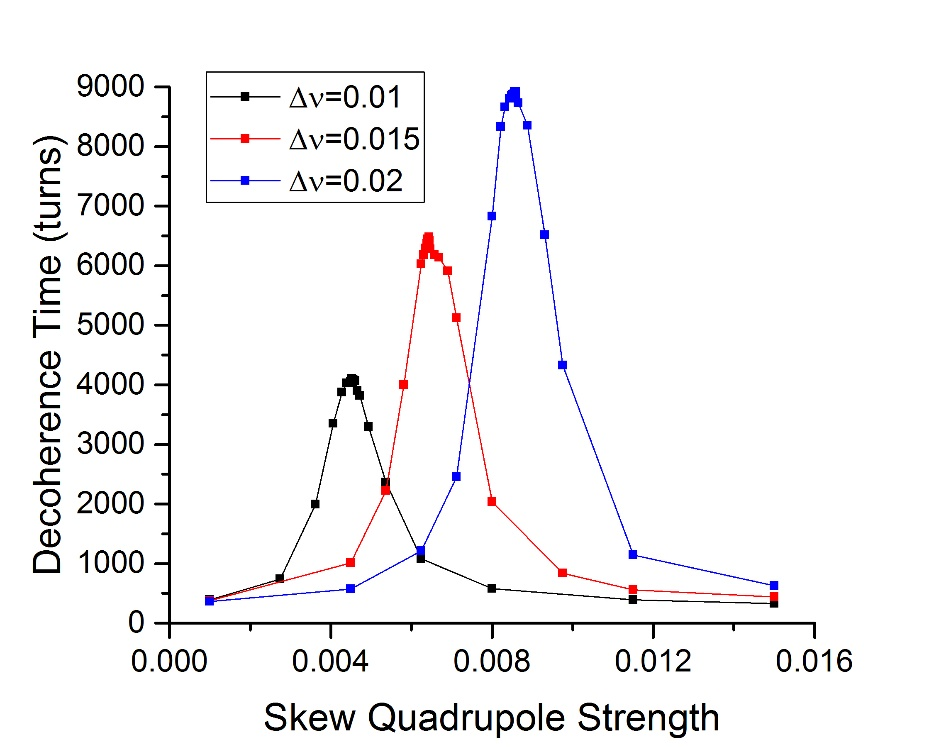 9000
8000
7000
6000
5000
4000
3000
2000
1000
0
Decoherence Time (turns)
Δν=0.01
Δν=0.015
Δν=0.02
0.000 0.004 0.008 0.012 0.016
Skew Quadrupole Strength